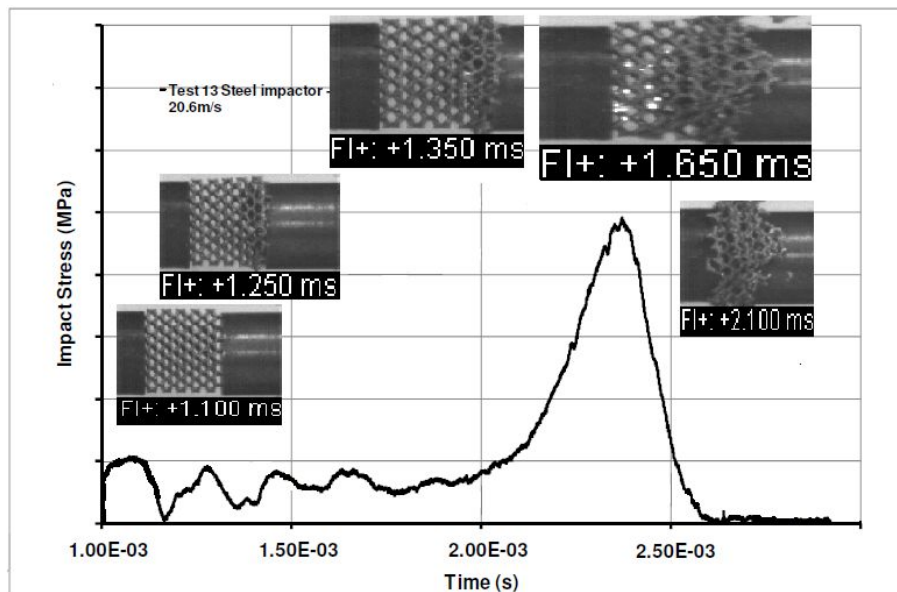 Test 13 Steel impactor -
20.6m/s
FI+: +1.350 ms
FI+: +1.650 ms
FI+: +1.250 ms
FI+: +1.100 ms
FI+: +2.100 ms
Impact Stress (MPa)
1.00E-03
1.50E-03
2.00E-03
2.50E-03
Time (s)